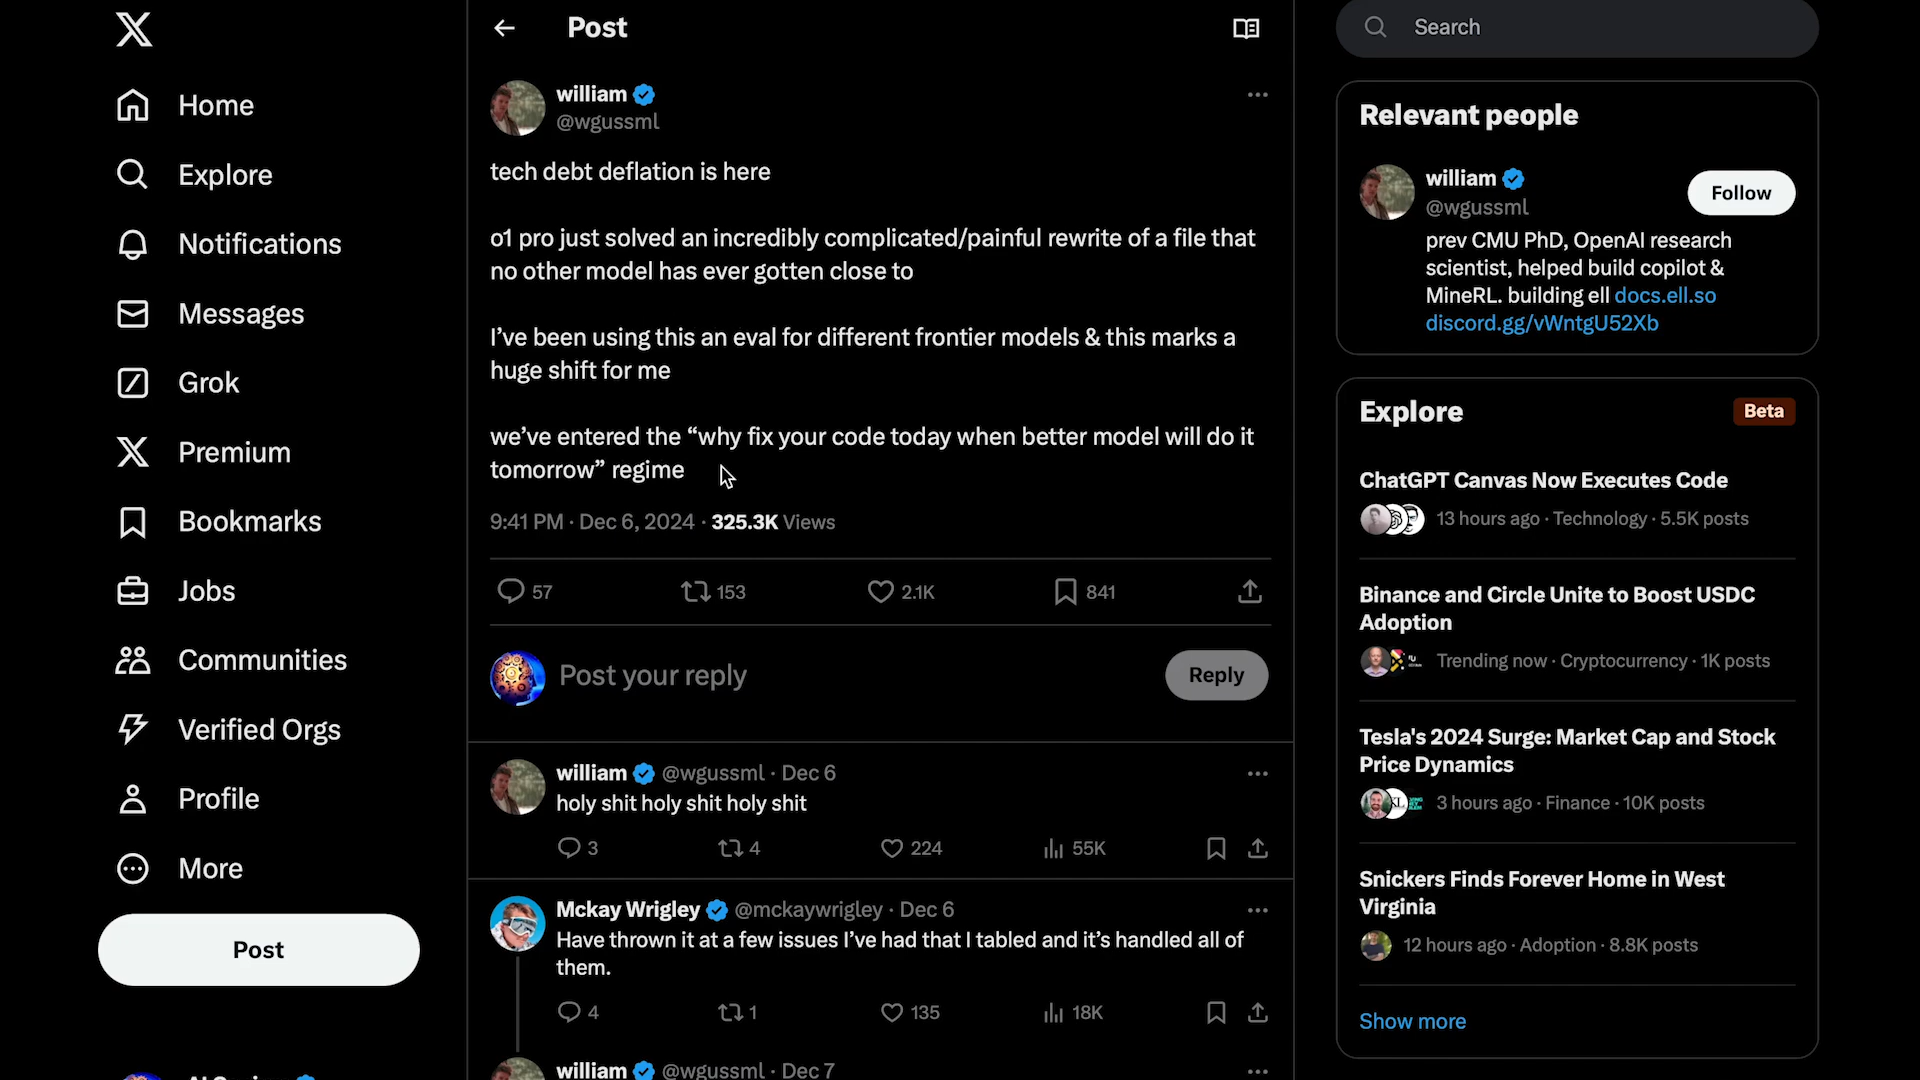 Home
Explore
Notifications
Messages
Grok
Premium
Bookmarks
Jobs
Communities
Verified Orgs
Profile
More
Post
Post
william
@wgussml
tech debt deflation is here
o1 pro just solved an incredibly complicated/painful rewrite of a file that
no other model has ever gotten close to
I’ve been using this an eval for different frontier models & this marks a
huge shift for me
we’ve entered the “why fix your code today when better model will do it
tomorrow” regime
9:41 PM · Dec 6, 2024 · 325.3K Views
57 153 2.1K 841
Post your reply
Reply
william @wgussml · Dec 6
holy shit holy shit holy shit
3 4 224 55K
Mckay Wrigley @mckaywrigley · Dec 6
Have thrown it at a few issues I’ve had that I tabled and it’s handled all of
them.
4 1 135 18K
william @wgussml · Dec 7
Search
Relevant people
william
@wgussml
Follow
prev CMU PhD, OpenAI research
scientist, helped build copilot &
MineRL. building ell docs.ell.so
discord.gg/vWntgU52Xb
Explore
Beta
ChatGPT Canvas Now Executes Code
13 hours ago · Technology · 5.5K posts
Binance and Circle Unite to Boost USDC
Adoption
Trending now · Cryptocurrency · 1K posts
Tesla's 2024 Surge: Market Cap and Stock
Price Dynamics
3 hours ago · Finance · 10K posts
Snickers Finds Forever Home in West
Virginia
12 hours ago · Adoption · 8.8K posts
Show more